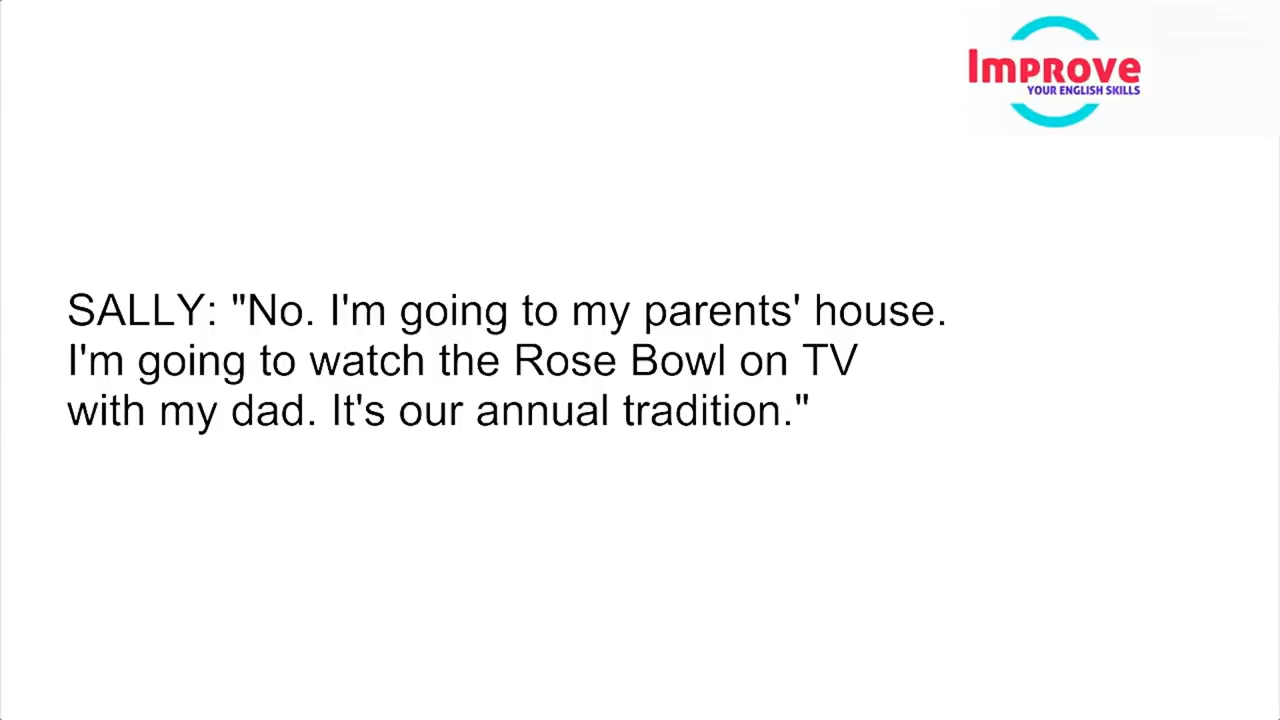 Improve
YOUR ENGLISH SKILLS
SALLY: "No. I'm going to my parents' house.
I'm going to watch the Rose Bowl on TV
with my dad. It's our annual tradition."